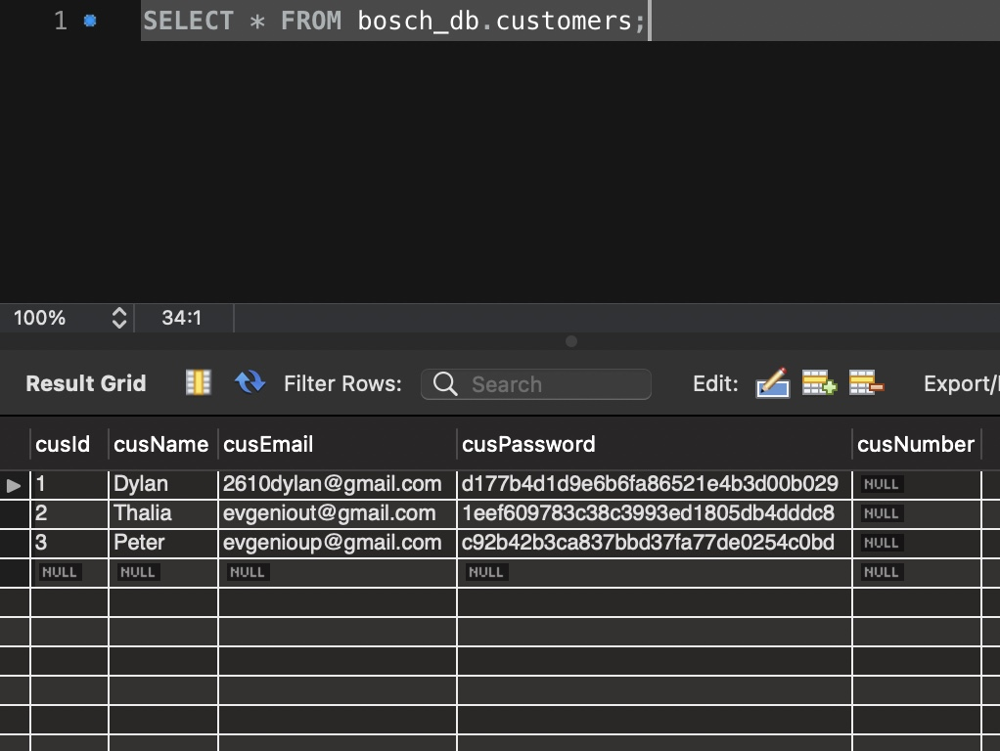 1 SELECT * FROM bosch_db.customers;
100% 34:1
Result Grid Filter Rows: Search Edit: Export/
cusId cusName cusEmail cusPassword cusNumber
1 Dylan 2610dylan@gmail.com d177b4d1d9e6b6fa86521e4b3d00b029 NULL
2 Thalia evgeniout@gmail.com 1eef609783c38c3993ed1805db4dddc8 NULL
3 Peter evgenioup@gmail.com c92b42b3ca837bbd37fa77de0254c0bd NULL
NULL NULL NULL NULL NULL